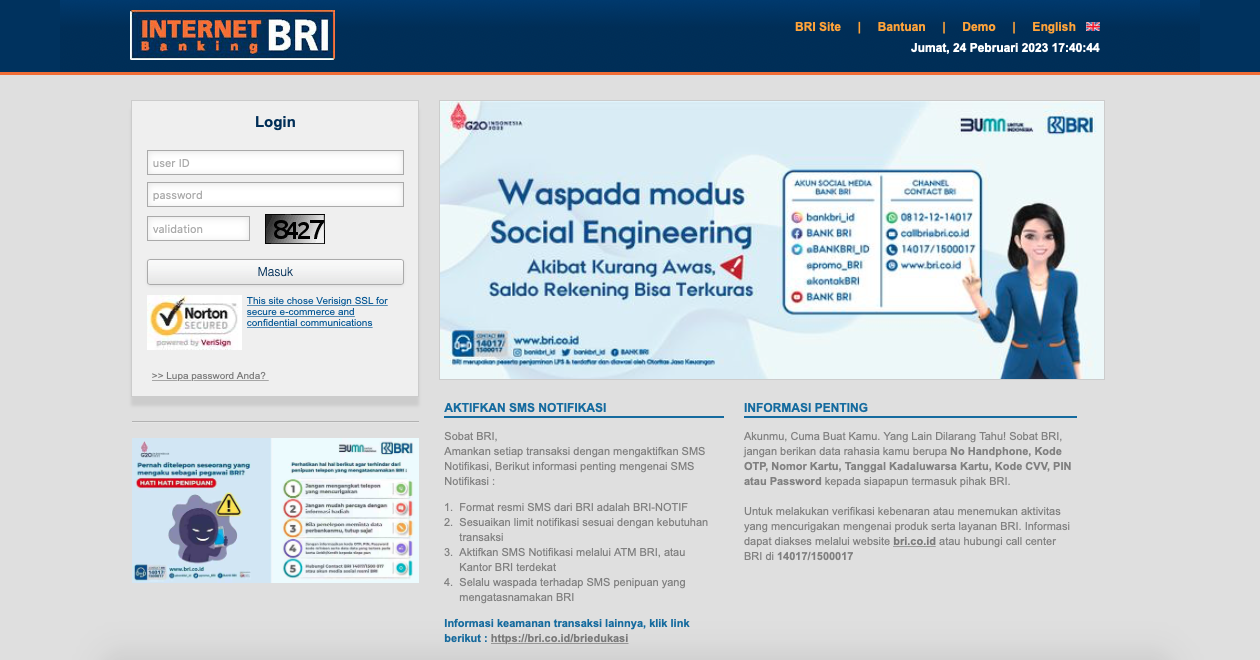 INTERNET
Banking
BRI
BRI Site | Bantuan | Demo | English
Jumat, 24 Pebruari 2023 17:40:44
Login
user ID
password
validation
8427
Masuk
Norton
SECURED
powered by VeriSign
This site chose Verisign SSL for
secure e-commerce and
confidential communications
>> Lupa password Anda?
G20 INDONESIA
2022
BUMN UNTUK
INDONESIA
BRI
Waspada modus
Social Engineering
Akibat Kurang Awas,
Saldo Rekening Bisa Terkuras
AKUN SOCIAL MEDIA
BANK BRI
bankbri_id
BANK BRI
@BANKBRI_ID
@promo_BRI
@kontakBRI
BANK BRI
CHANNEL
CONTACT BRI
0812-12-14017
callbri@bri.co.id
14017/1500017
www.bri.co.id
CONTACT BRI
14017/
1500017
www.bri.co.id
bankbri_id bankbri_id BANK BRI
BRI merupakan peserta penjaminan LPS & terdaftar dan diawasi oleh Otoritas Jasa Keuangan
BUMN BRI
Pernah ditelepon seseorang yang
mengaku sebagai pegawai BRI?
HATI HATI PENIPUAN!
Perhatikan hal hal berikut agar terhindar dari
penipuan telepon yang mengatasnamakan BRI :
1 Jangan mengangkat telepon
yang mencurigakan
2 Jangan mudah percaya dengan
informasi hadiah
3 Bila penelepon meminta data
perbankanmu, tutup saja!
4
5 Hubungi Contact BRI 14017/1500 017
atau akun media sosial resmi BRI
14017/
1500017
www.bri.co.id
AKTIFKAN SMS NOTIFIKASI
Sobat BRI,
Amankan setiap transaksi dengan mengaktifkan SMS
Notifikasi, Berikut informasi penting mengenai SMS
Notifikasi :
1. Format resmi SMS dari BRI adalah BRI-NOTIF
2. Sesuaikan limit notifikasi sesuai dengan kebutuhan
transaksi
3. Aktifkan SMS Notifikasi melalui ATM BRI, atau
Kantor BRI terdekat
4. Selalu waspada terhadap SMS penipuan yang
mengatasnamakan BRI
Informasi keamanan transaksi lainnya, klik link
berikut : https://bri.co.id/briedukasi
INFORMASI PENTING
Akunmu, Cuma Buat Kamu. Yang Lain Dilarang Tahu! Sobat BRI,
jangan berikan data rahasia kamu berupa No Handphone, Kode
OTP, Nomor Kartu, Tanggal Kadaluwarsa Kartu, Kode CVV, PIN
atau Password kepada siapapun termasuk pihak BRI.
Untuk melakukan verifikasi kebenaran atau menemukan aktivitas
yang mencurigakan mengenai produk serta layanan BRI. Informasi
dapat diakses melalui website bri.co.id atau hubungi call center
BRI di 14017/1500017